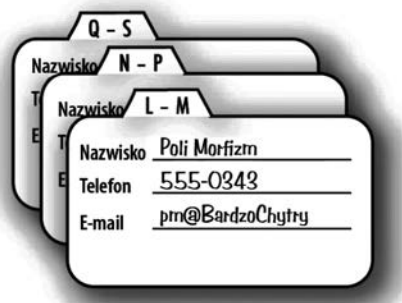 Q – S
Nazwisko
N – P
Nazwisko
L – M
Nazwisko Poli Morfizm
Telefon 555-0343
E-mail pm@BardzoChytry